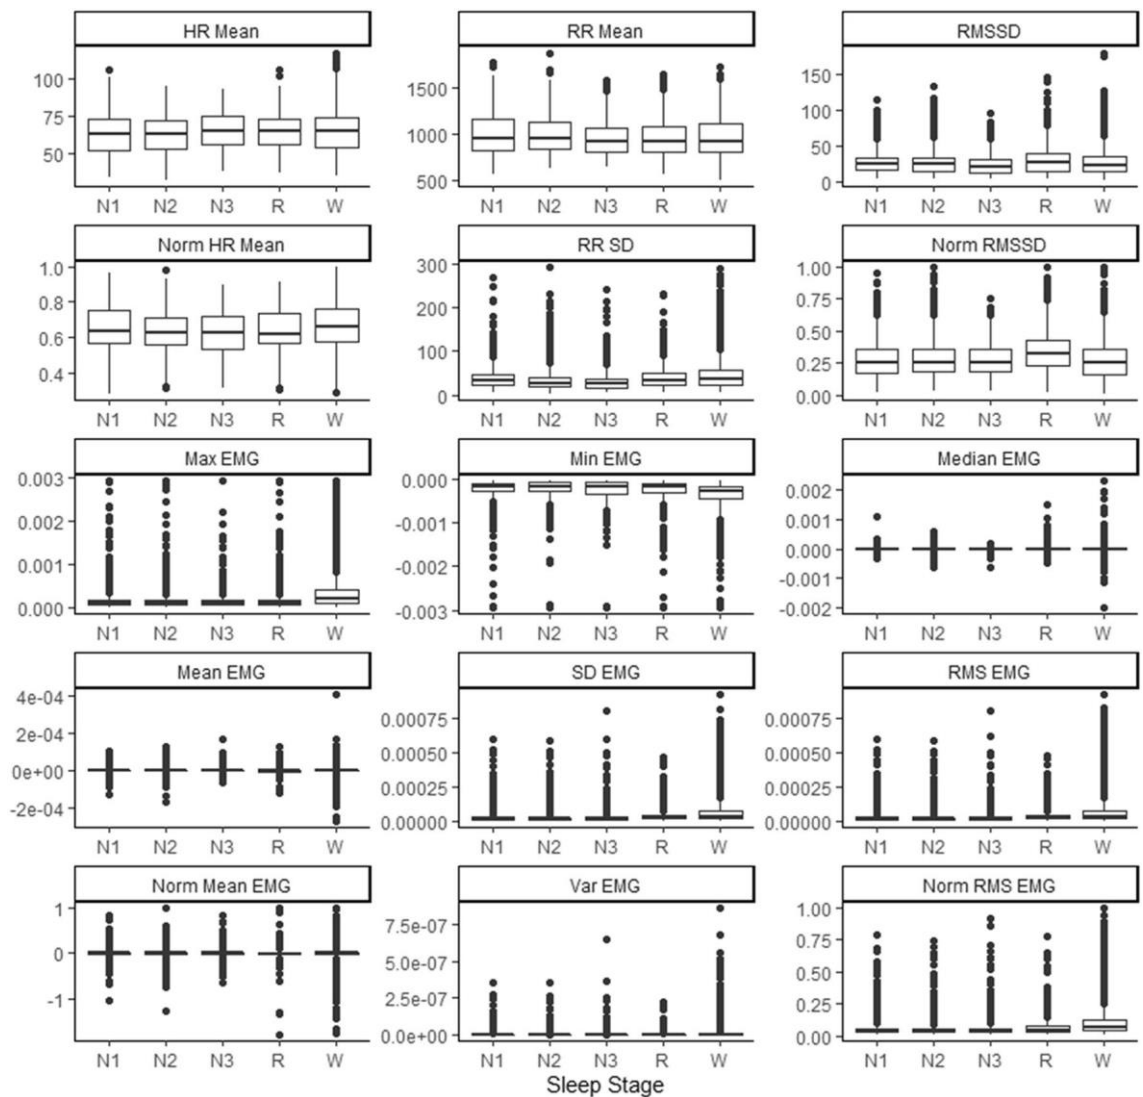 HR Mean
100
75
50
N1 N2 N3 R W
RR Mean
1500
1000
500
N1 N2 N3 R W
RMSSD
150
100
50
0
N1 N2 N3 R W
Norm HR Mean
1.0
0.8
0.6
0.4
N1 N2 N3 R W
RR SD
300
200
100
0
N1 N2 N3 R W
Norm RMSSD
1.00
0.75
0.50
0.25
0.00
N1 N2 N3 R W
Max EMG
0.003
0.002
0.001
0.000
N1 N2 N3 R W
Min EMG
0.000
-0.001
-0.002
-0.003
N1 N2 N3 R W
Median EMG
0.002
0.001
0.000
-0.001
-0.002
N1 N2 N3 R W
Mean EMG
4e-04
2e-04
0e+00
-2e-04
N1 N2 N3 R W
SD EMG
0.00075
0.00050
0.00025
0.00000
N1 N2 N3 R W
RMS EMG
0.00075
0.00050
0.00025
0.00000
N1 N2 N3 R W
Norm Mean EMG
1
0
-1
N1 N2 N3 R W
Var EMG
7.5e-07
5.0e-07
2.5e-07
0.0e+00
N1 N2 N3 R W
Norm RMS EMG
1.00
0.75
0.50
0.25
0.00
N1 N2 N3 R W
Sleep Stage